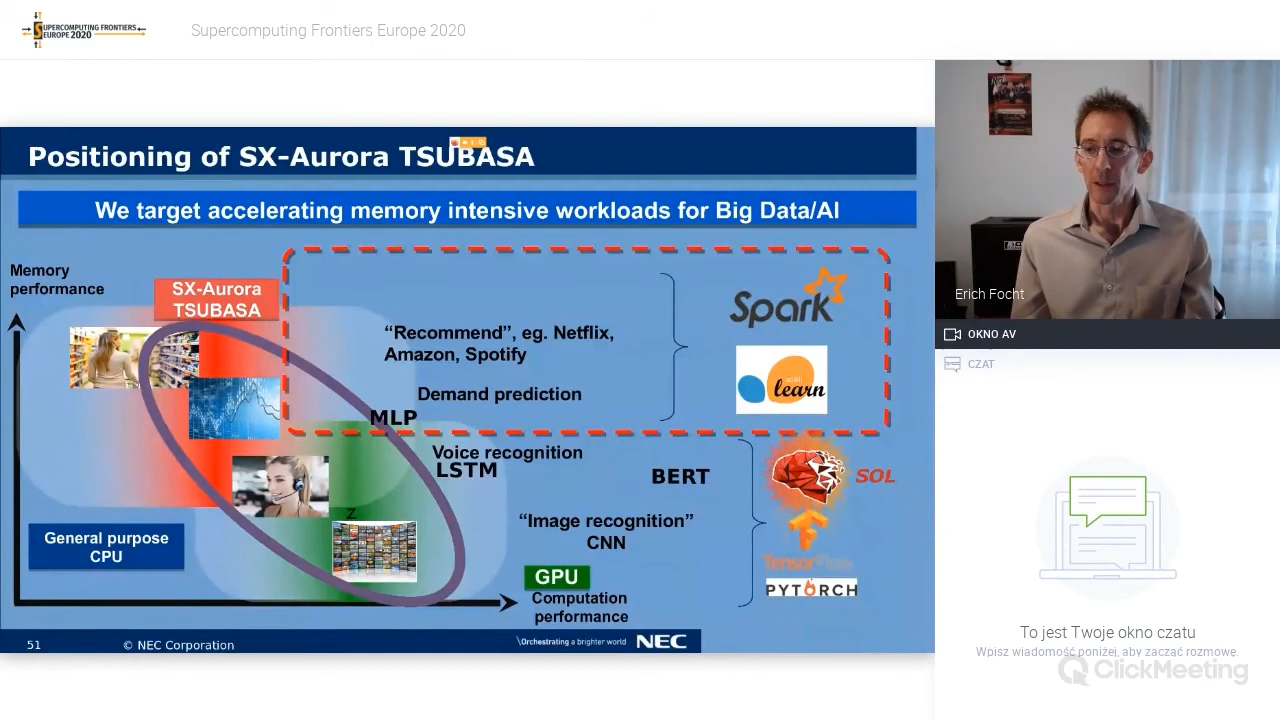 SUPERCOMPUTING FRONTIERS
EUROPE 2020
Supercomputing Frontiers Europe 2020
Positioning of SX-Aurora TSUBASA
We target accelerating memory intensive workloads for Big Data/AI
Memory
performance
SX-Aurora
TSUBASA
"Recommend", eg. Netflix,
Amazon, Spotify
Demand prediction
MLP
Spark
learn
Voice recognition
LSTM
BERT
SOL
Z
"Image recognition"
CNN
General purpose
CPU
GPU
Computation
performance
TensorFlow
PYTORCH
51
© NEC Corporation
\Orchestrating a brighter world
NEC
Erich Focht
OKNO AV
CZAT
To jest Twoje okno czatu
Wpisz wiadomość poniżej, aby zacząć rozmowę.
ClickMeeting